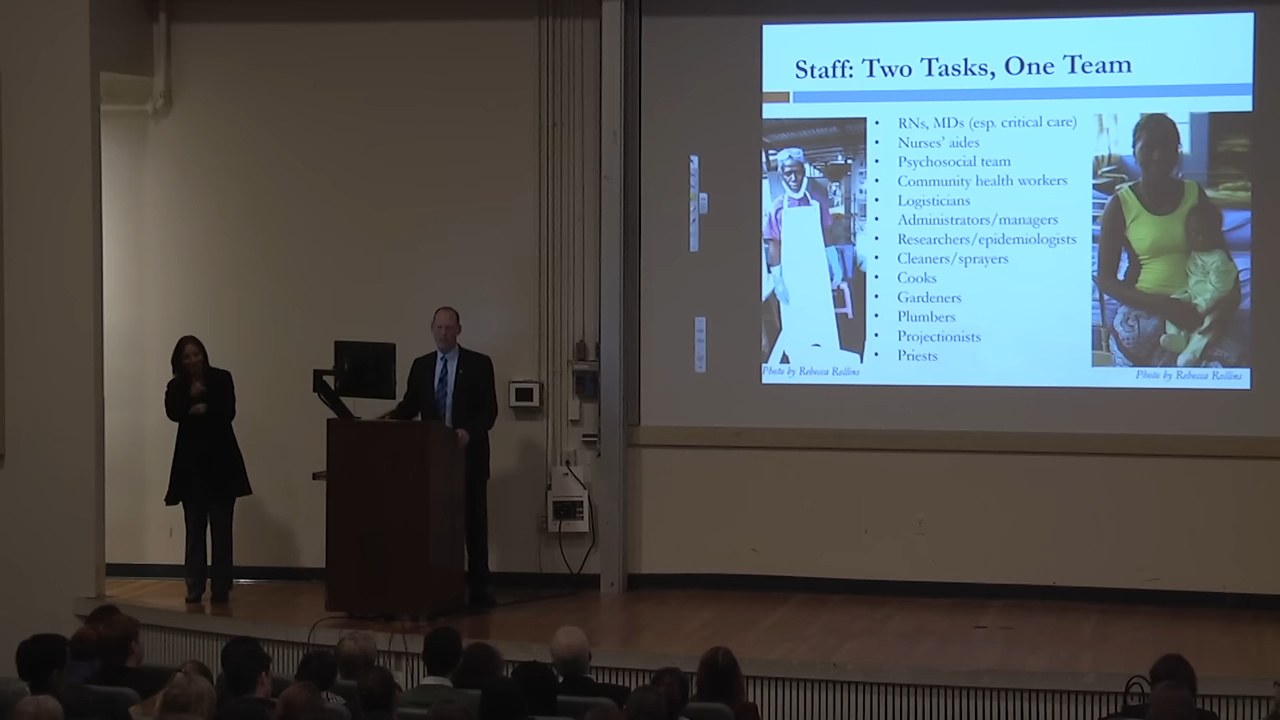 Staff: Two Tasks, One Team
• RNs, MDs (esp. critical care)
• Nurses' aides
• Psychosocial team
• Community health workers
• Logisticians
• Administrators/managers
• Researchers/epidemiologists
• Cleaners/sprayers
• Cooks
• Gardeners
• Plumbers
• Projectionists
• Priests
Photo by Rebecca Rollins
Photo by Rebecca Rollins